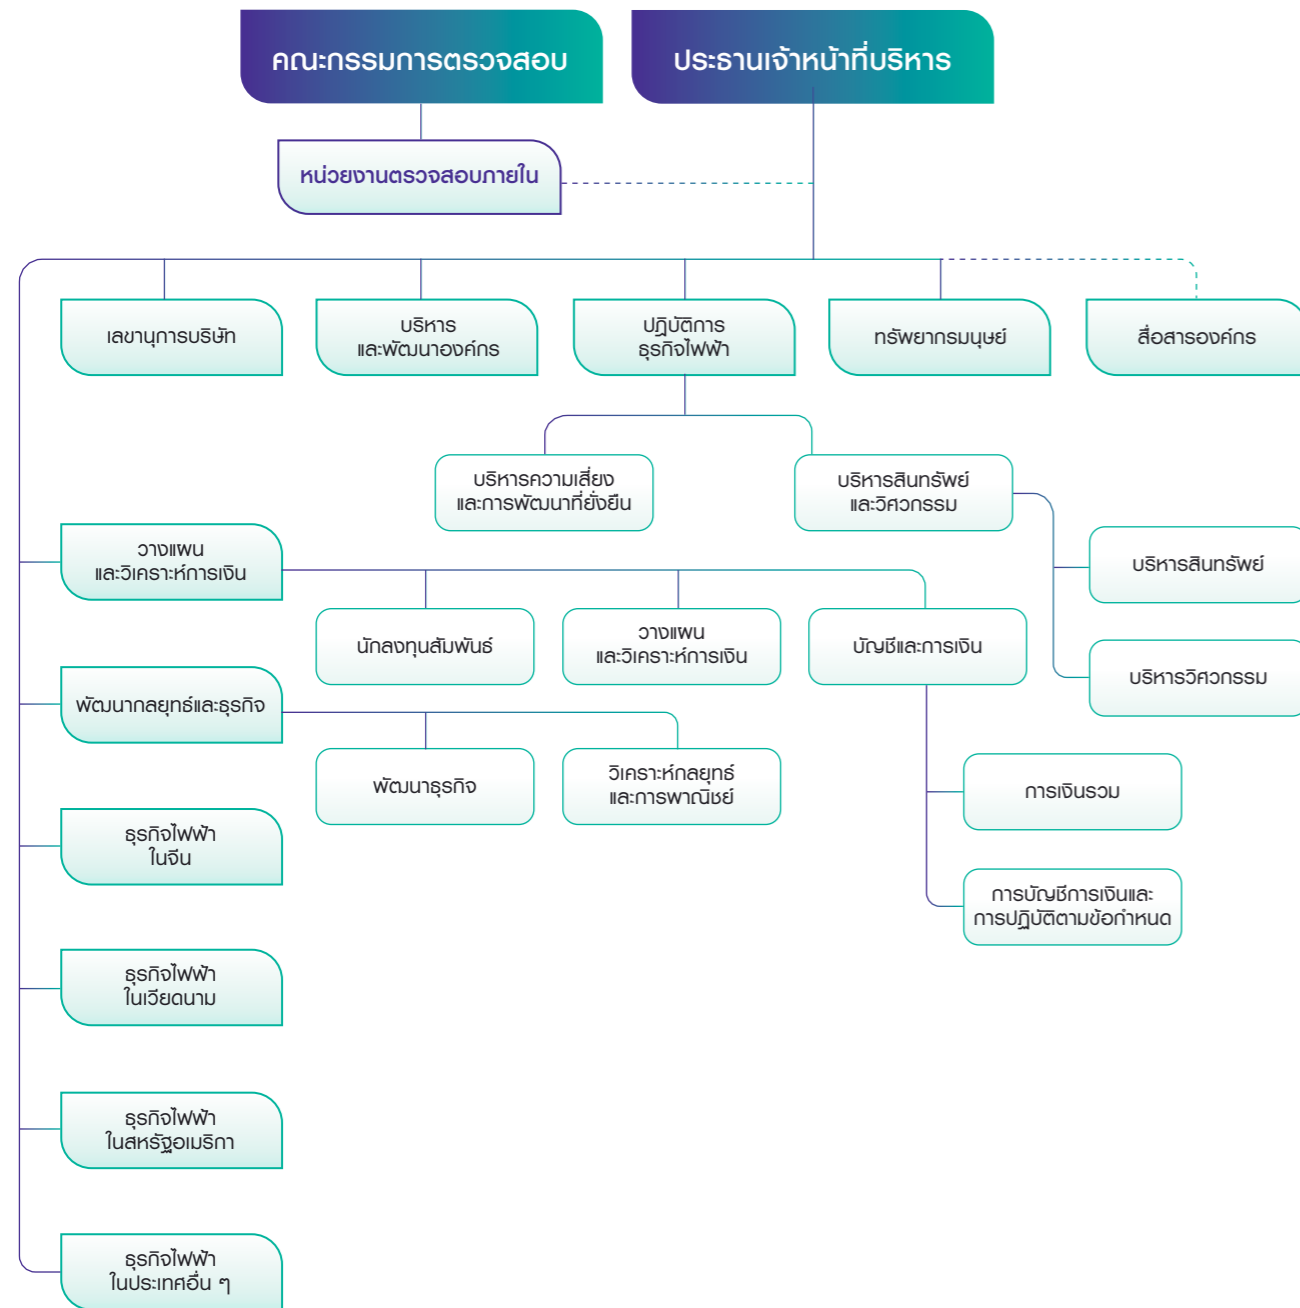 คณะกรรมการตรวจสอบ
ประธานเจ้าหน้าที่บริหาร
หน่วยงานตรวจสอบภายใน
เลขานุการบริษัท
บริหาร
และพัฒนาองค์กร
ปฏิบัติการ
ธุรกิจไฟฟ้า
ทรัพยากรมนุษย์
สื่อสารองค์กร
บริหารความเสี่ยง
และการพัฒนาที่ยั่งยืน
บริหารสินทรัพย์
และวิศวกรรม
บริหารสินทรัพย์
บริหารวิศวกรรม
วางแผน
และวิเคราะห์การเงิน
นักลงทุนสัมพันธ์
วางแผน
และวิเคราะห์การเงิน
บัญชีและการเงิน
พัฒนากลยุทธ์และธุรกิจ
พัฒนาธุรกิจ
วิเคราะห์กลยุทธ์
และการพาณิชย์
การเงินรวม
การบัญชีการเงินและ
การปฏิบัติตามข้อกำหนด
ธุรกิจไฟฟ้า
ในจีน
ธุรกิจไฟฟ้า
ในเวียดนาม
ธุรกิจไฟฟ้า
ในสหรัฐอเมริกา
ธุรกิจไฟฟ้า
ในประเทศอื่น ๆ